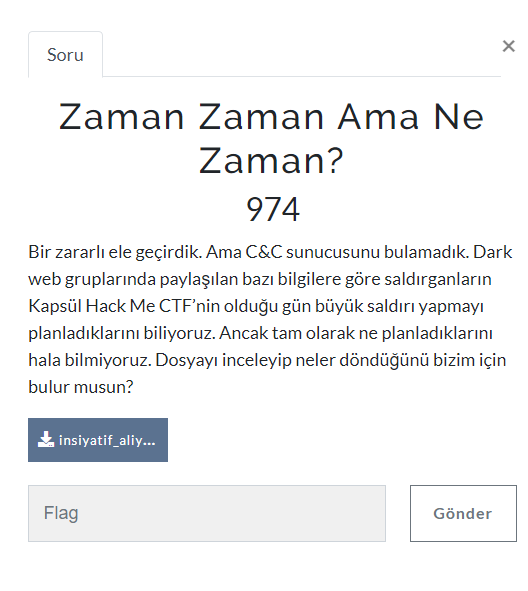 Soru
×
Zaman Zaman Ama Ne
Zaman?
974
Bir zararlı ele geçirdik. Ama C&C sunucusunu bulamadık. Dark
web gruplarında paylaşılan bazı bilgilere göre saldırganların
Kapsül Hack Me CTF’nin olduğu gün büyük saldırı yapmayı
planladıklarını biliyoruz. Ancak tam olarak ne planladıklarını
hala bilmiyoruz. Dosyayı inceleyip neler döndüğünü bizim için
bulur musun?
insiyatif_aliy...
Flag
Gönder